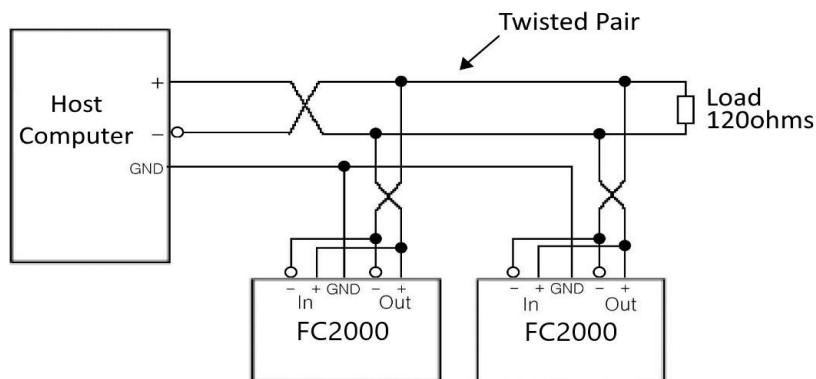 Twisted Pair
+
Host
Computer
−
GND
Load
120ohms
− + GND − +
In Out
FC2000
− + GND − +
In Out
FC2000